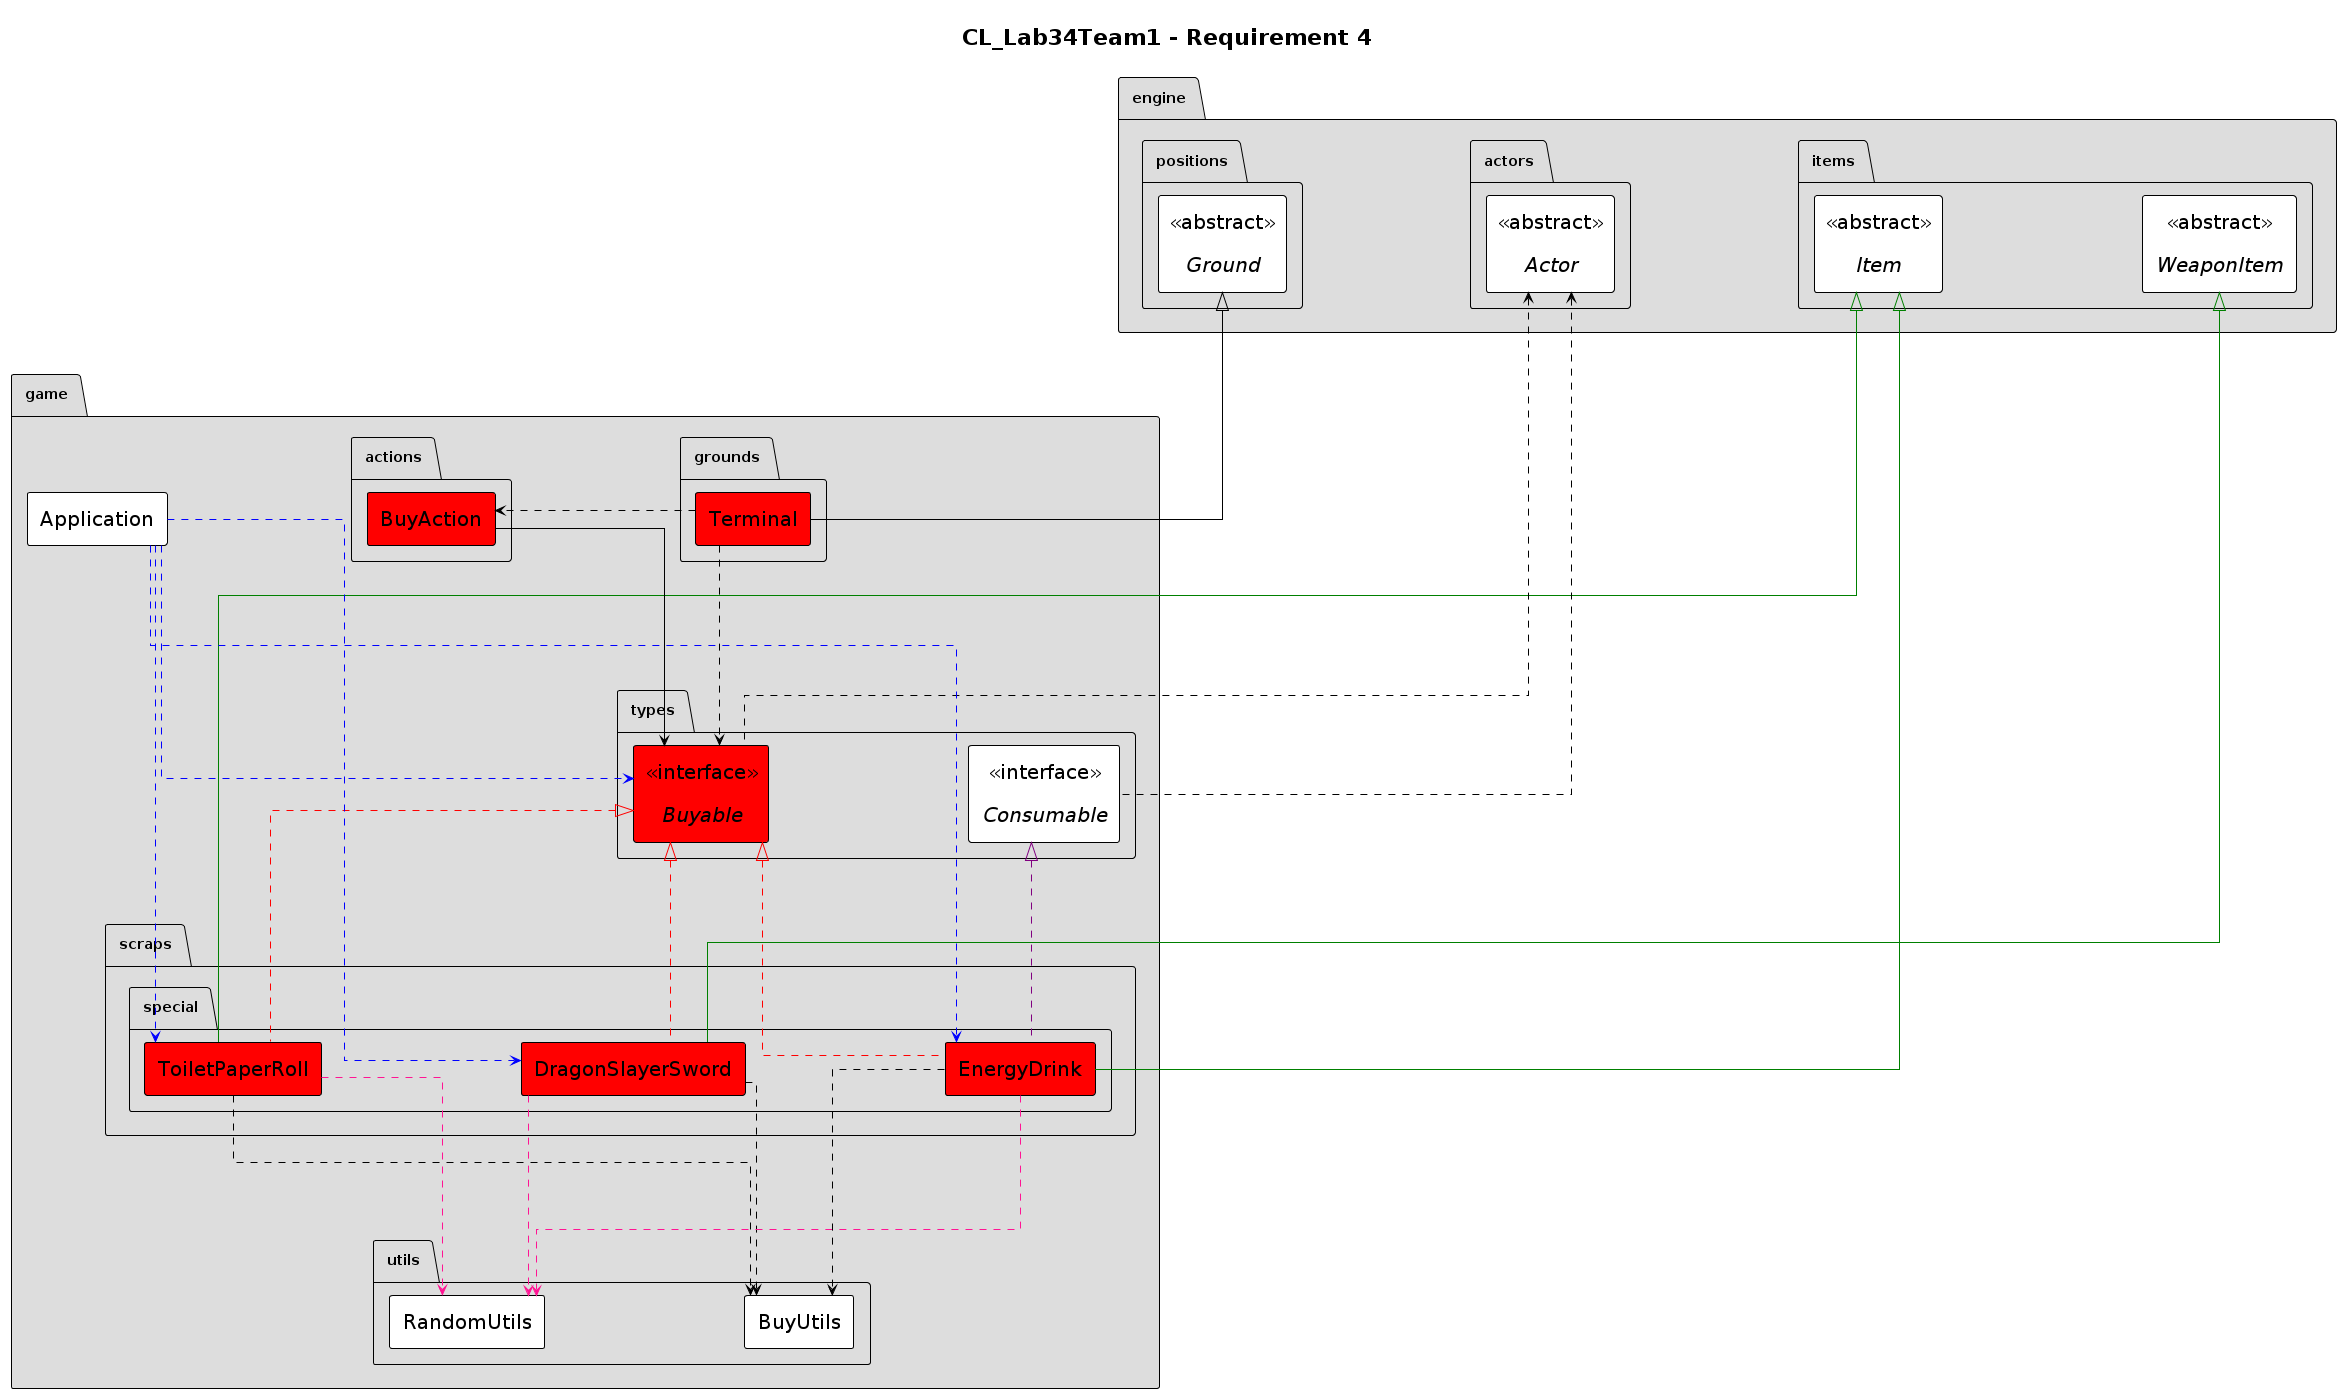 CL_Lab34Team1 - Requirement 4
engine
positions
actors
items
«abstract»
Ground
«abstract»
Actor
«abstract»
Item
«abstract»
WeaponItem
game
actions
grounds
Application
BuyAction
Terminal
types
«interface»
Buyable
«interface»
Consumable
scraps
special
ToiletPaperRoll
DragonSlayerSword
EnergyDrink
utils
RandomUtils
BuyUtils